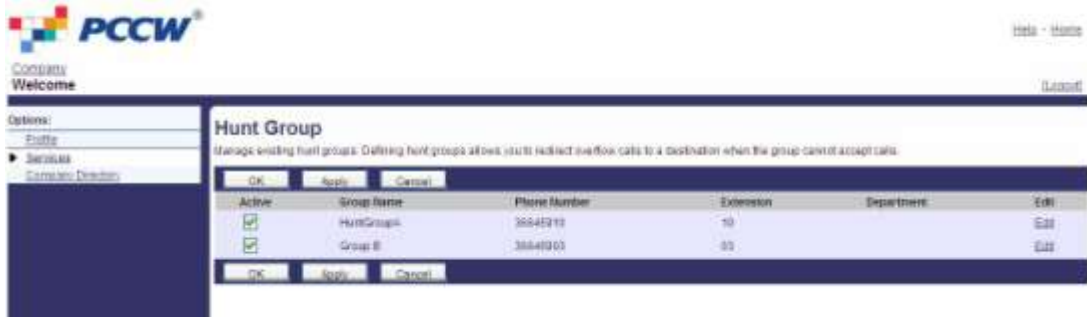 PCCW®
Help - Home
Company
Welcome
[Logout]
Options:
Profile
Services
Company Directory
Hunt Group
Manage existing hunt groups. Defining hunt groups allows you to redirect overflow calls to a destination when the group cannot accept calls.
OK Apply Cancel
Active Group Name Phone Number Extension Department Edit
HuntGroupA 10 Edit
Group B 03 Edit
OK Apply Cancel